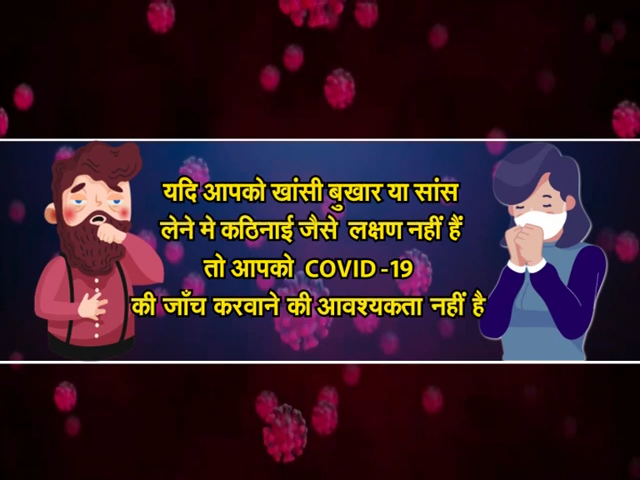 यदि आपको खांसी बुखार या सांस
लेने मे कठिनाई जैसे लक्षण नहीं हैं
तो आपको COVID -19
की जाँच करवाने की आवश्यकता नहीं है